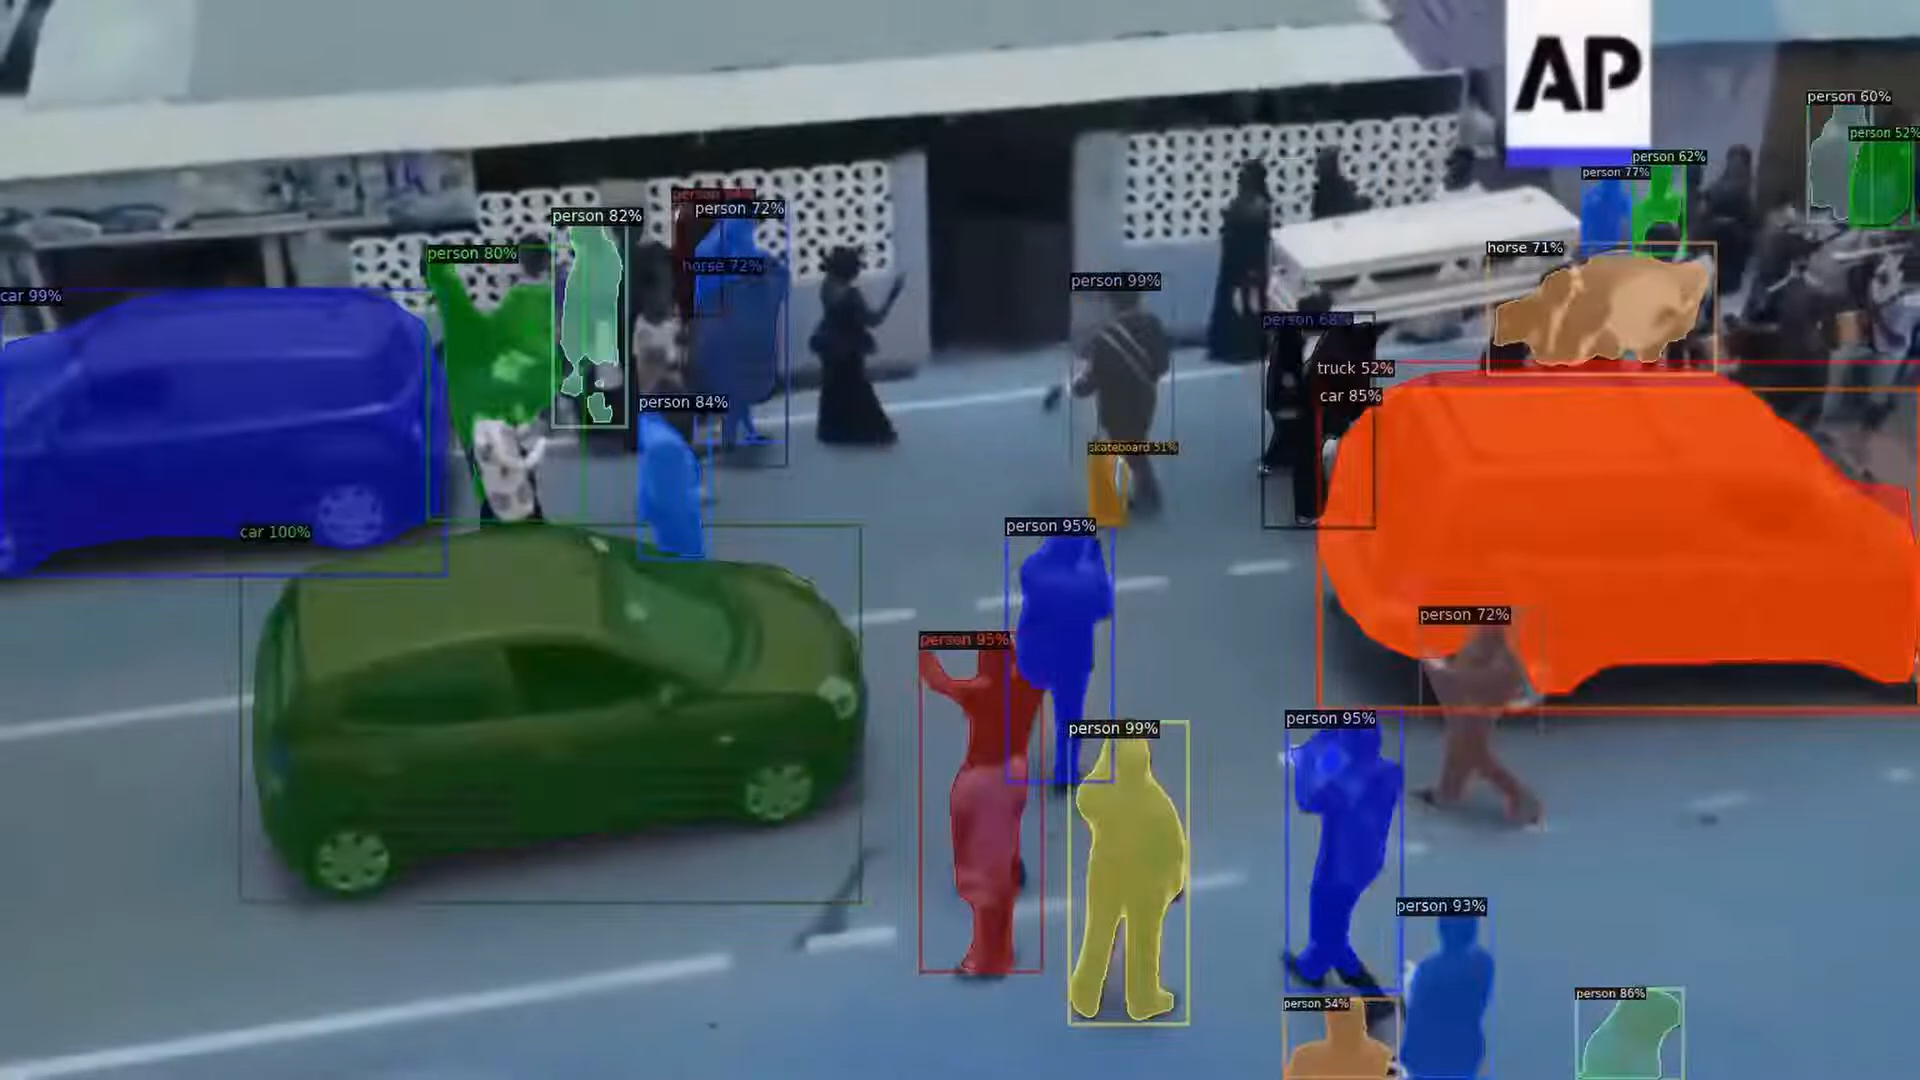 AP
person 60%
person 52%
person 62%
person 77%
person 72%
person 82%
horse 71%
person 80%
horse 72%
person 99%
car 99%
person 68%
truck 52%
car 85%
person 84%
skateboard 51%
person 95%
car 100%
person 72%
person 95%
person 95%
person 99%
person 93%
person 86%
person 54%